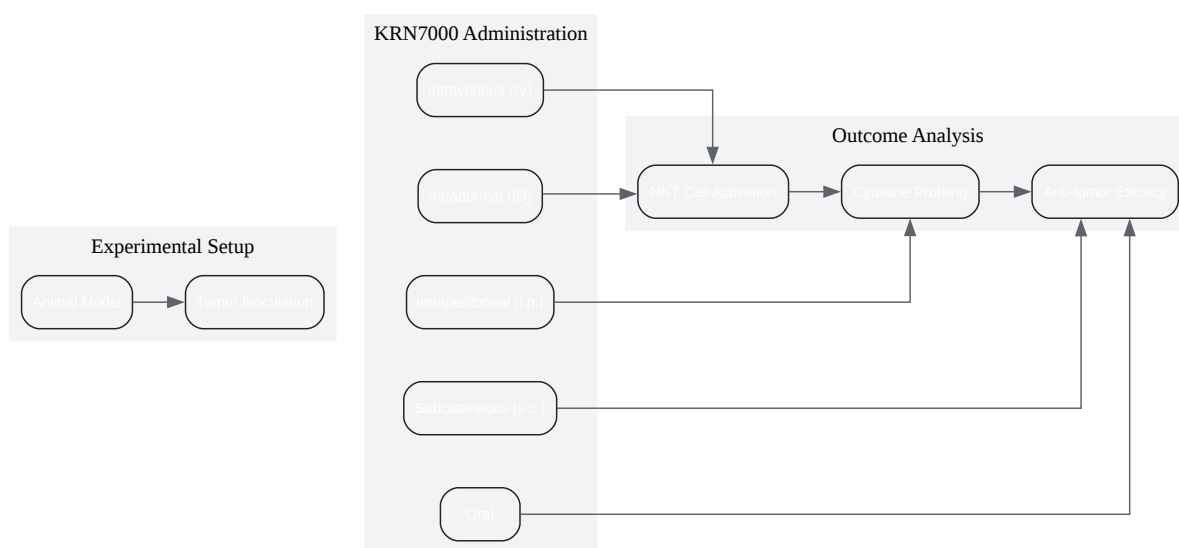 KRN7000 Administration
Intravenous (IV)
Outcome Analysis
Intradermal (ID)
NKT Cell Activation
Cytokine Profiling
Anti-tumor Efficacy
Experimental Setup
Animal Model
Tumor Inoculation
Intraperitoneal (i.p.)
Subcutaneous (s.c.)
Oral